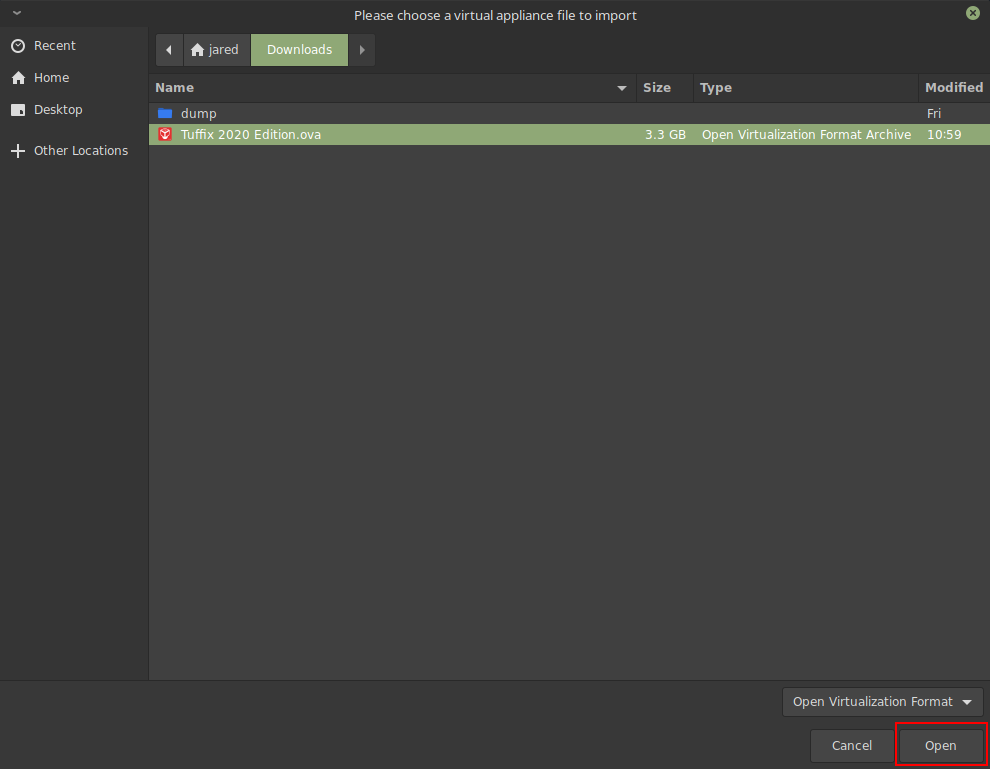 Please choose a virtual appliance file to import
Recent
Home
Desktop
Other Locations
jared Downloads
Name Size Type Modified
dump Fri
Tuffix 2020 Edition.ova 3.3 GB Open Virtualization Format Archive 10:59
Open Virtualization Format
Cancel Open